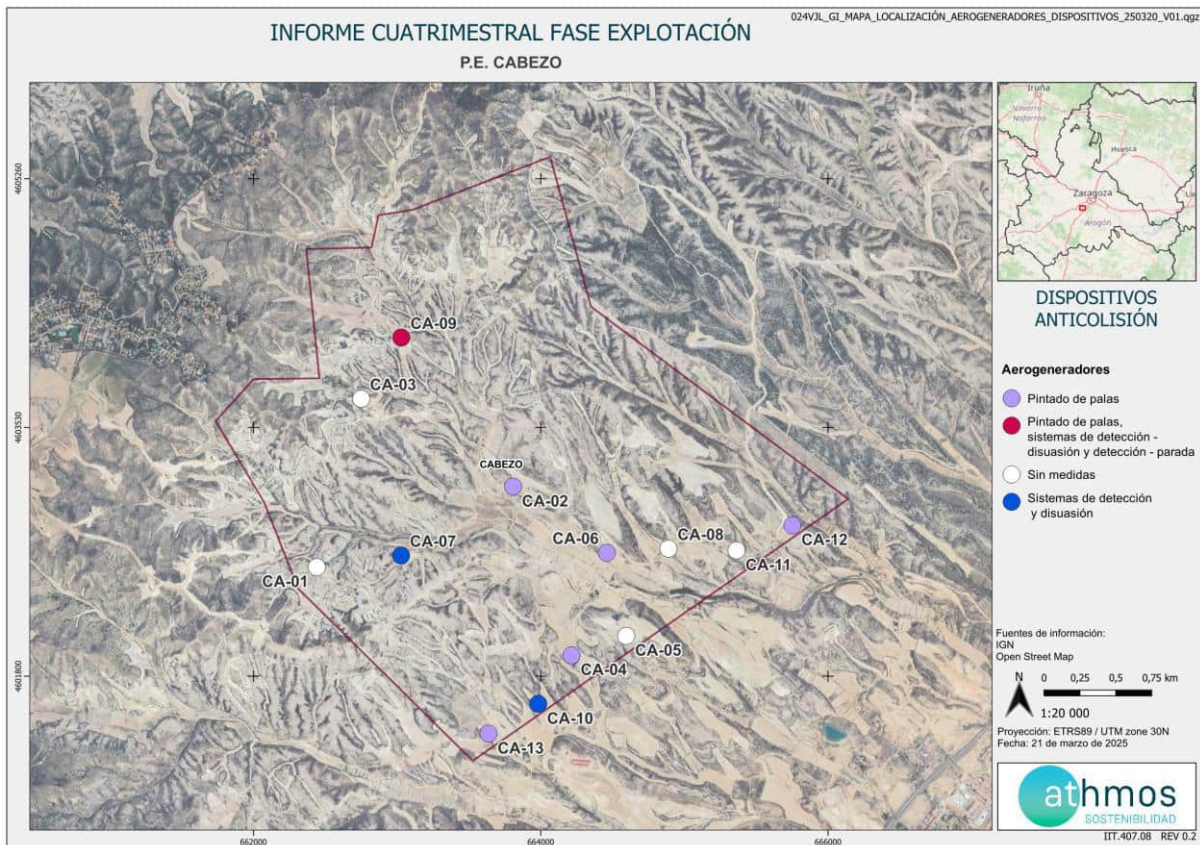 024VJL_GI_MAPA_LOCALIZACIÓN_AEROGENERADORES_DISPOSITIVOS_250320_V01.qgz
INFORME CUATRIMESTRAL FASE EXPLOTACIÓN
P.E. CABEZO
4605260
4603530
4601800
662000
664000
666000
CA-09
CA-03
CABEZO
CA-02
CA-12
CA-06
CA-08
CA-07
CA-11
CA-01
CA-05
CA-04
CA-10
CA-13
Iruña
Navarra
Nafarroa
Huesca
Zaragoza
Aragón
DISPOSITIVOS
ANTICOLISIÓN
Aerogeneradores
Pintado de palas
Pintado de palas,
sistemas de detección -
disuasión y detección - parada
Sin medidas
Sistemas de detección
y disuasión
Fuentes de información:
IGN
Open Street Map
N
0 0,25 0,5 0,75 km
1:20 000
Proyección: ETRS89 / UTM zone 30N
Fecha: 21 de marzo de 2025
athmos
SOSTENIBILIDAD
IIT.407.08 REV 0.2